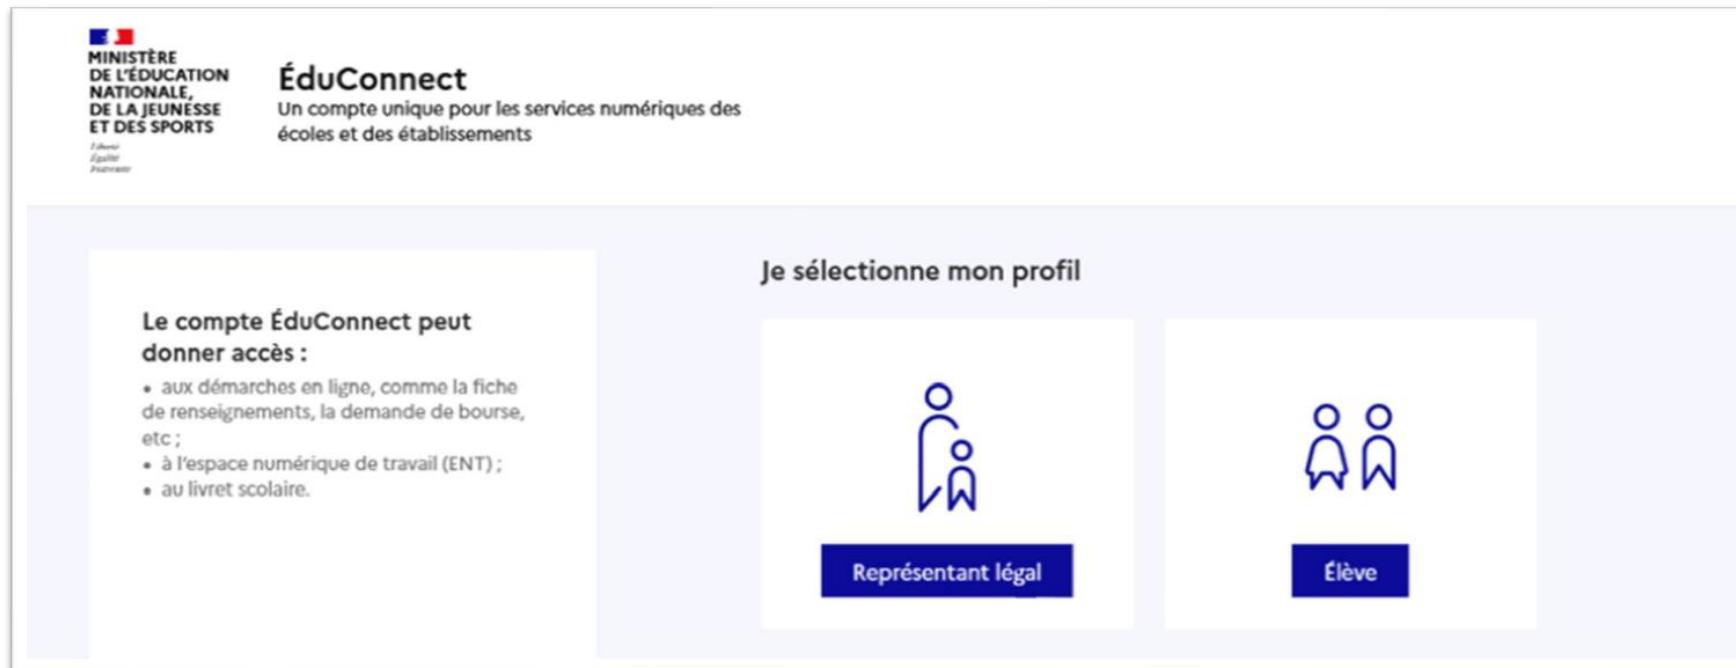 MINISTÈRE
DE L'ÉDUCATION
NATIONALE,
DE LA JEUNESSE
ET DES SPORTS
Liberté
Égalité
Fraternité
ÉduConnect
Un compte unique pour les services numériques des
écoles et des établissements
Le compte ÉduConnect peut
donner accès :
• aux démarches en ligne, comme la fiche
de renseignements, la demande de bourse,
etc ;
• à l'espace numérique de travail (ENT) ;
• au livret scolaire.
Je sélectionne mon profil
Représentant légal
Élève